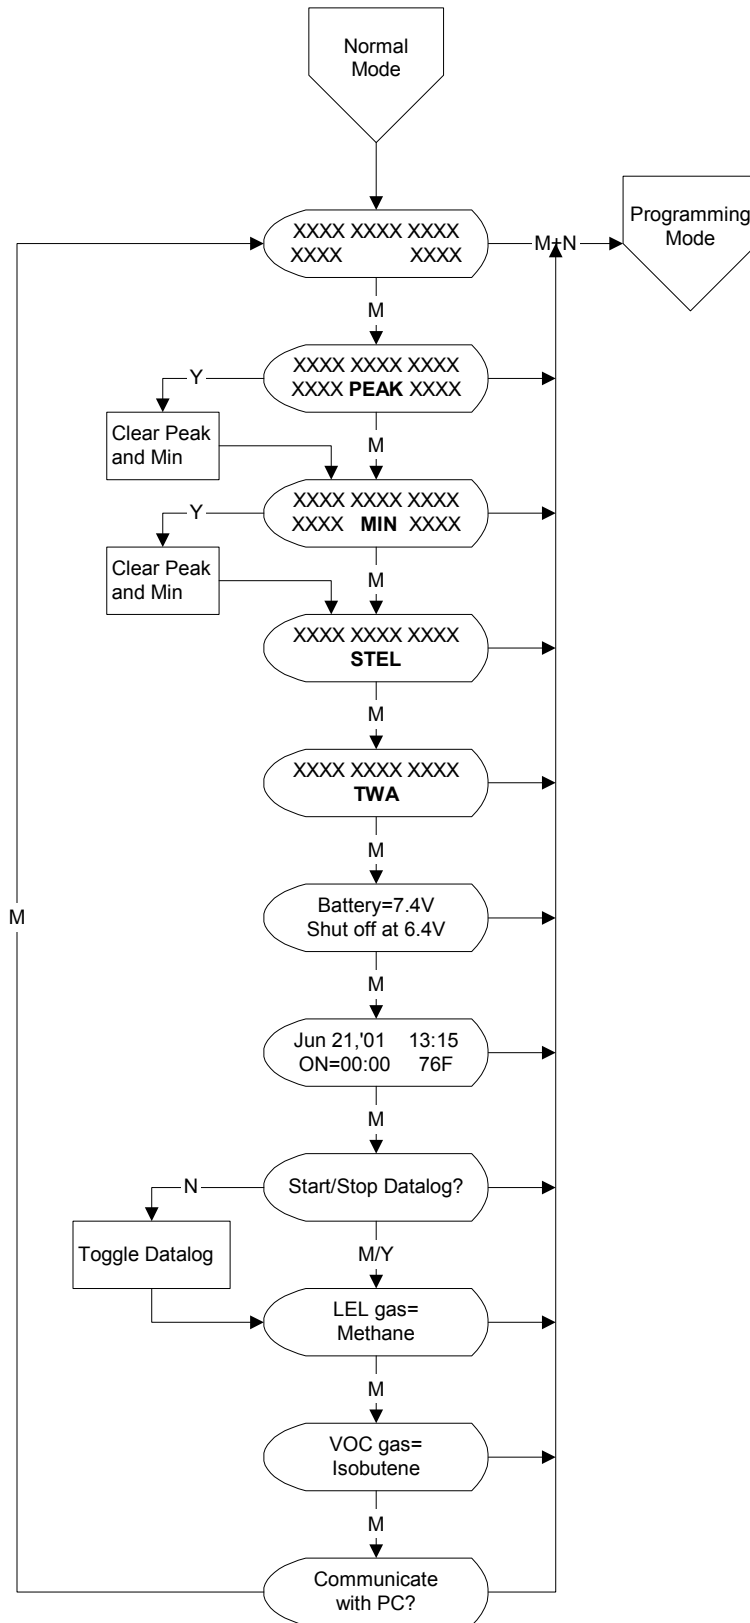 Normal
Mode
Programming
Mode
XXXX XXXX XXXX
XXXX XXXX
M+N
M
XXXX XXXX XXXX
XXXX PEAK XXXX
Y
Clear Peak
and Min
M
XXXX XXXX XXXX
XXXX MIN XXXX
Y
Clear Peak
and Min
M
XXXX XXXX XXXX
STEL
M
XXXX XXXX XXXX
TWA
M
Battery=7.4V
Shut off at 6.4V
M
M
Jun 21,'01 13:15
ON=00:00 76F
M
Start/Stop Datalog?
N
Toggle Datalog
M/Y
LEL gas=
Methane
M
VOC gas=
Isobutene
M
Communicate
with PC?